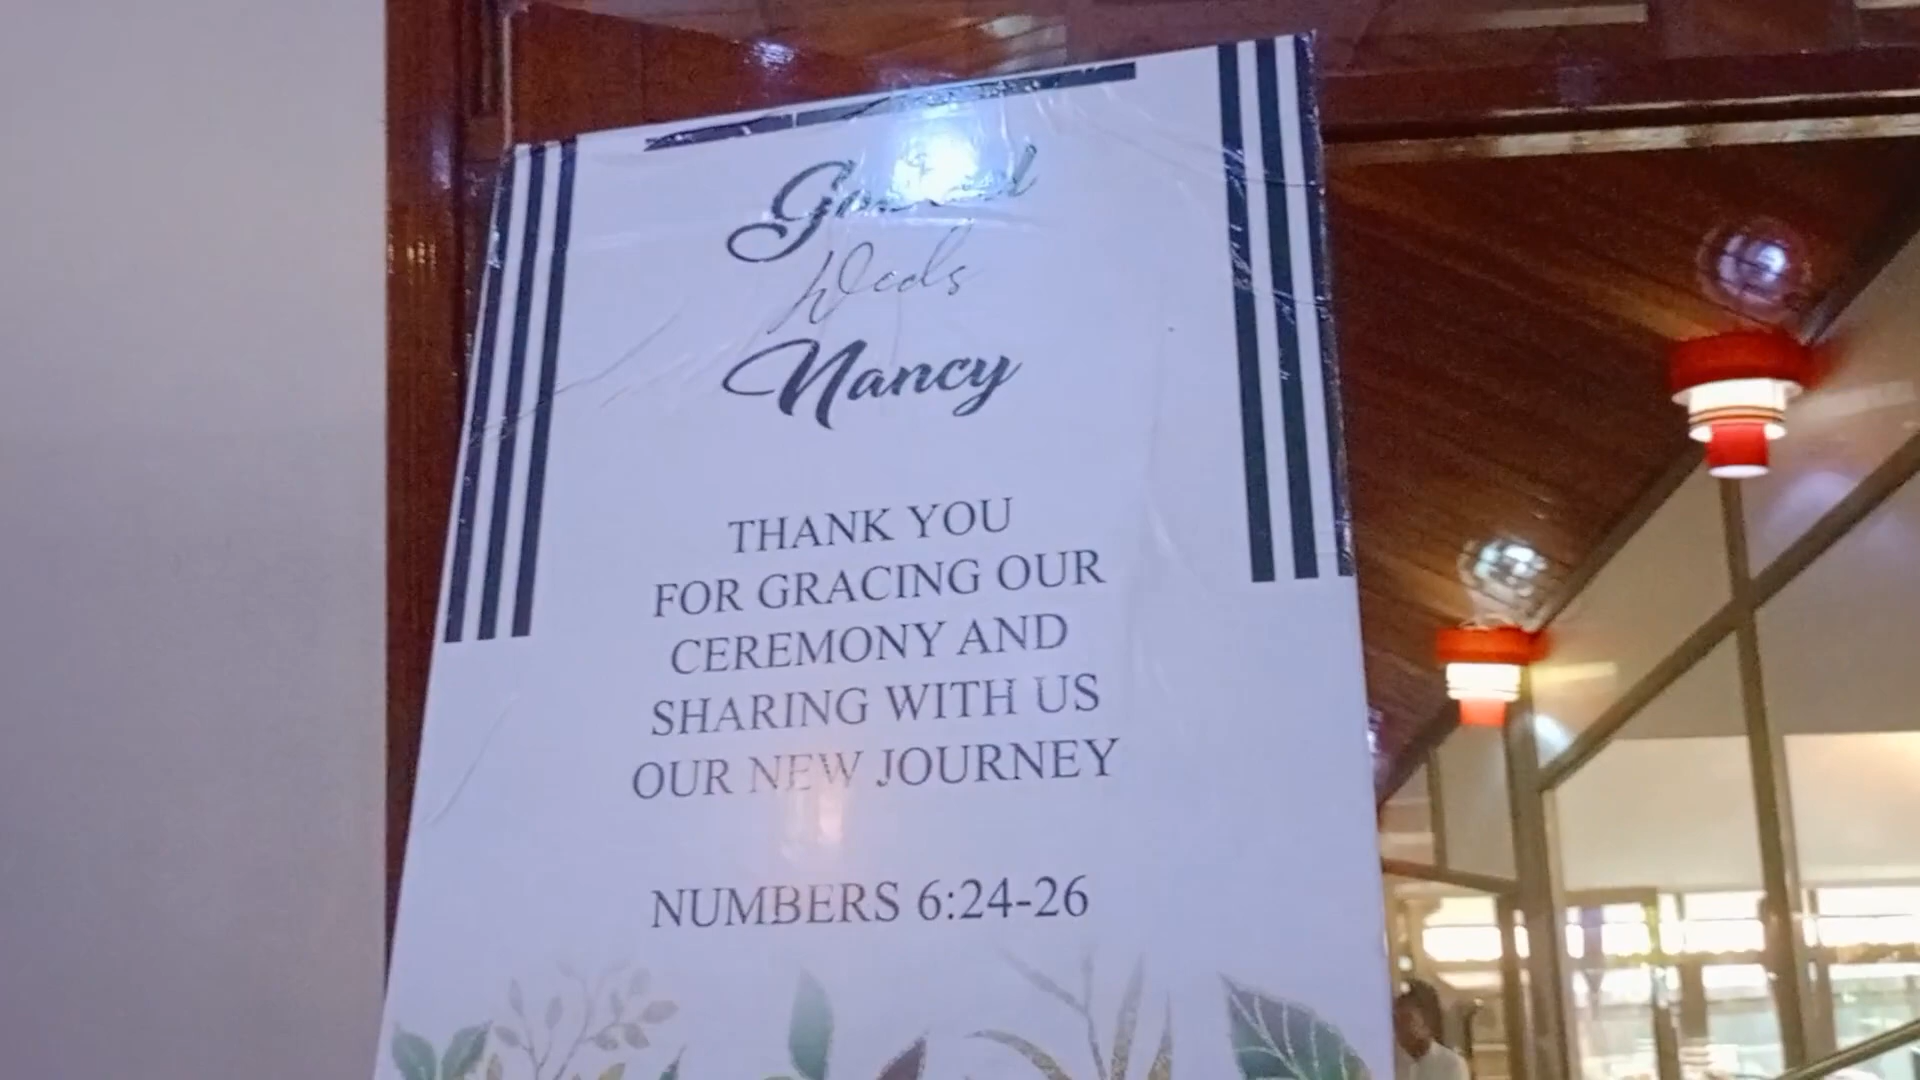 Weds
Nancy
THANK YOU
FOR GRACING OUR
CEREMONY AND
SHARING WITH US
OUR NEW JOURNEY
NUMBERS 6:24-26